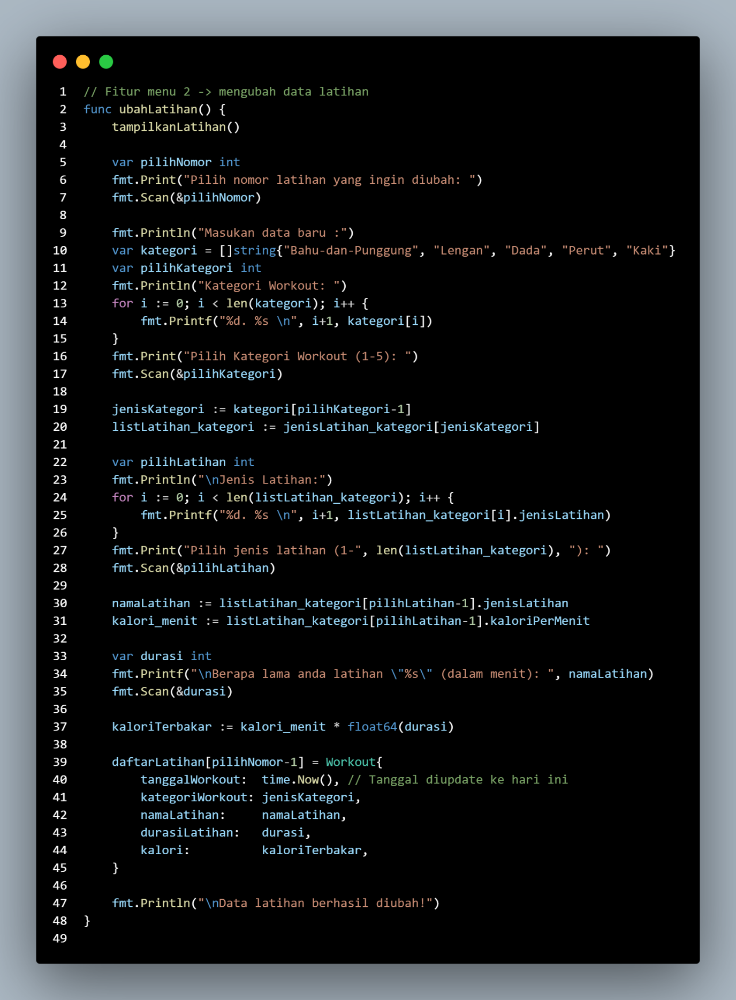 1 // Fitur menu 2 -> mengubah data latihan
2 func ubahLatihan() {
3     tampilkanLatihan()
4
5     var pilihNomor int
6     fmt.Print("Pilih nomor latihan yang ingin diubah: ")
7     fmt.Scan(&pilihNomor)
8
9     fmt.Println("Masukan data baru :")
10     var kategori = []string{"Bahu-dan-Punggung", "Lengan", "Dada", "Perut", "Kaki"}
11     var pilihKategori int
12     fmt.Println("Kategori Workout: ")
13     for i := 0; i < len(kategori); i++ {
14         fmt.Printf("%d. %s \n", i+1, kategori[i])
15     }
16     fmt.Print("Pilih Kategori Workout (1-5): ")
17     fmt.Scan(&pilihKategori)
18
19     jenisKategori := kategori[pilihKategori-1]
20     listLatihan_kategori := jenisLatihan_kategori[jenisKategori]
21
22     var pilihLatihan int
23     fmt.Println("\nJenis Latihan:")
24     for i := 0; i < len(listLatihan_kategori); i++ {
25         fmt.Printf("%d. %s \n", i+1, listLatihan_kategori[i].jenisLatihan)
26     }
27     fmt.Print("Pilih jenis latihan (1-", len(listLatihan_kategori), "): ")
28     fmt.Scan(&pilihLatihan)
29
30     namaLatihan := listLatihan_kategori[pilihLatihan-1].jenisLatihan
31     kalori_menit := listLatihan_kategori[pilihLatihan-1].kaloriPerMenit
32
33     var durasi int
34     fmt.Printf("\nBerapa lama anda latihan \"%s\" (dalam menit): ", namaLatihan)
35     fmt.Scan(&durasi)
36
37     kaloriTerbakar := kalori_menit * float64(durasi)
38
39     daftarLatihan[pilihNomor-1] = Workout{
40         tanggalWorkout:  time.Now(), // Tanggal diupdate ke hari ini
41         kategoriWorkout: jenisKategori,
42         namaLatihan:     namaLatihan,
43         durasiLatihan:   durasi,
44         kalori:          kaloriTerbakar,
45     }
46
47     fmt.Println("\nData latihan berhasil diubah!")
48 }
49